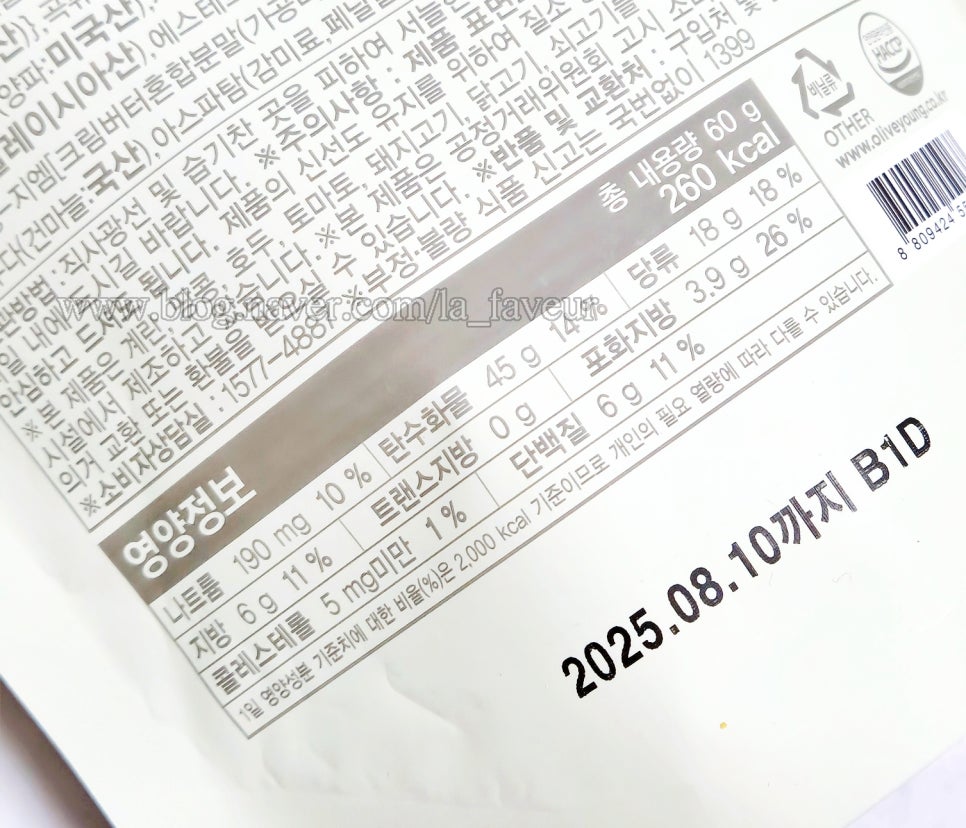 양파:미국산)
레이시아산),에스테
지엠(크림버터혼합분말(가공
(건마늘:국산),아스파탐(감미료,페닐알
방법:직사광선 및 습기찬 곳을 피하여 서늘
일 내에 드시길 바랍니다. ※주의사항 : 제품 표면
안심하고 드셔도 됩니다. 제품의 신선도 유지를 위하여 질소
※ 본 제품은 계란, 콩, 호두, 토마토, 돼지고기, 닭고기, 쇠고기를
시설에서 제조하고 있습니다. ※ 본 제품은 공정거래위원회 고시 소
의거 교환 또는 환불을 받으실 수 있습니다. ※반품 및 교환처 : 구입처 및
※소비자상담실 : 1577-4887 ※부정·불량 식품 신고는 국번없이 1399
비닐류
OTHER
HACCP
www.oliveyoung.co.kr
8 809424 5
영양정보
총 내용량 60 g
260 kcal
나트륨 190 mg 10 % 탄수화물 45 g 14 % 당류 18 g 18 %
지방 6 g 11 % 트랜스지방 0 g 포화지방 3.9 g 26 %
콜레스테롤 5 mg미만 1 % 단백질 6 g 11 %
1일 영양성분 기준치에 대한 비율(%)은 2,000 kcal 기준이므로 개인의 필요 열량에 따라 다를 수 있습니다.
2025.08.10까지 B1D
www.blog.naver.com/la_faveur